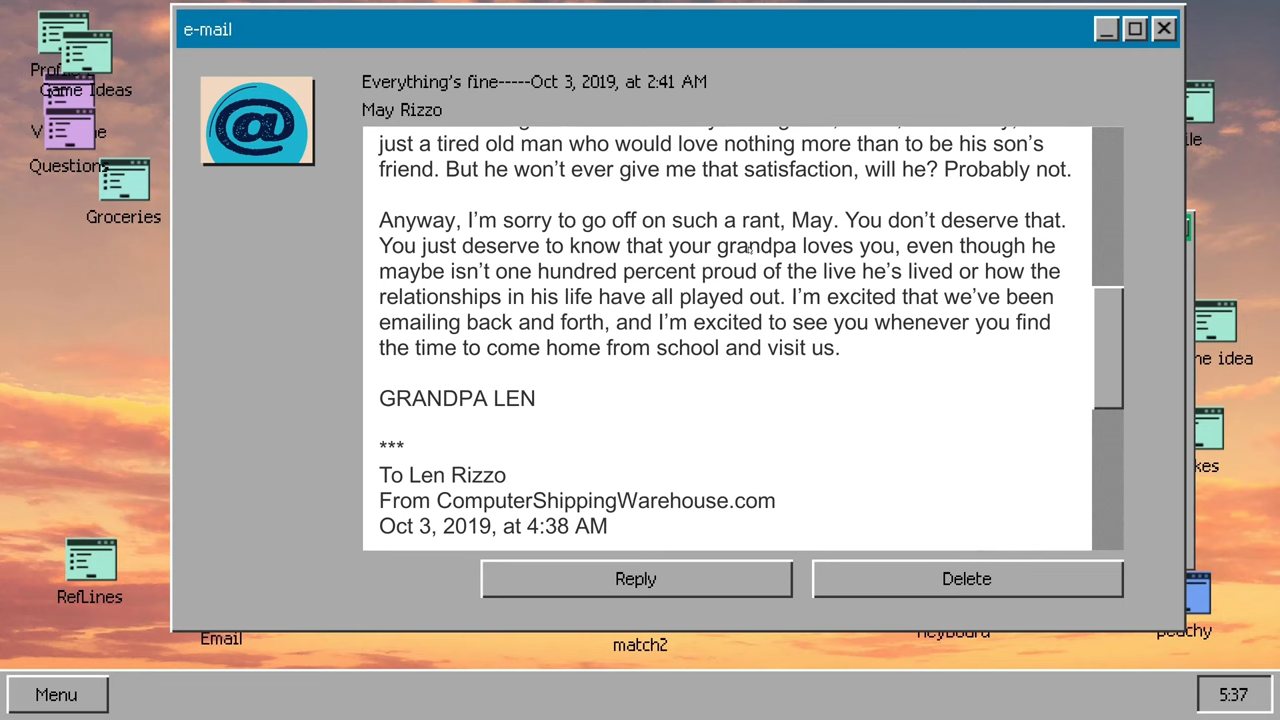 e-mail
Everything's fine-----Oct 3, 2019, at 2:41 AM
May Rizzo
just a tired old man who would love nothing more than to be his son's
friend. But he won't ever give me that satisfaction, will he? Probably not.
Anyway, I'm sorry to go off on such a rant, May. You don't deserve that.
You just deserve to know that your grandpa loves you, even though he
maybe isn't one hundred percent proud of the live he's lived or how the
relationships in his life have all played out. I'm excited that we've been
emailing back and forth, and I'm excited to see you whenever you find
the time to come home from school and visit us.
GRANDPA LEN
***
To Len Rizzo
From ComputerShippingWarehouse.com
Oct 3, 2019, at 4:38 AM
Reply
Delete
Game Ideas
Questions
Groceries
RefLines
Email
match2
peachy
idea
Menu
5:37